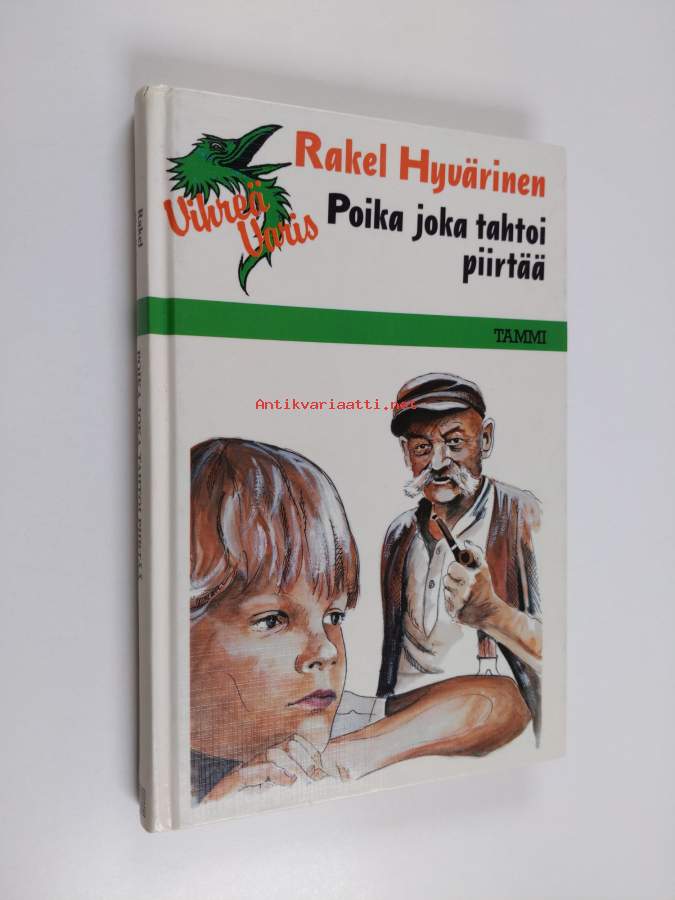 Rakel Hyvärinen
Vihreä
Varis
Poika joka tahtoi
piirtää
TAMMI
Antikvariaatti.net
Rakel
POIKA JOKA TAHTOI PIIRTÄÄ